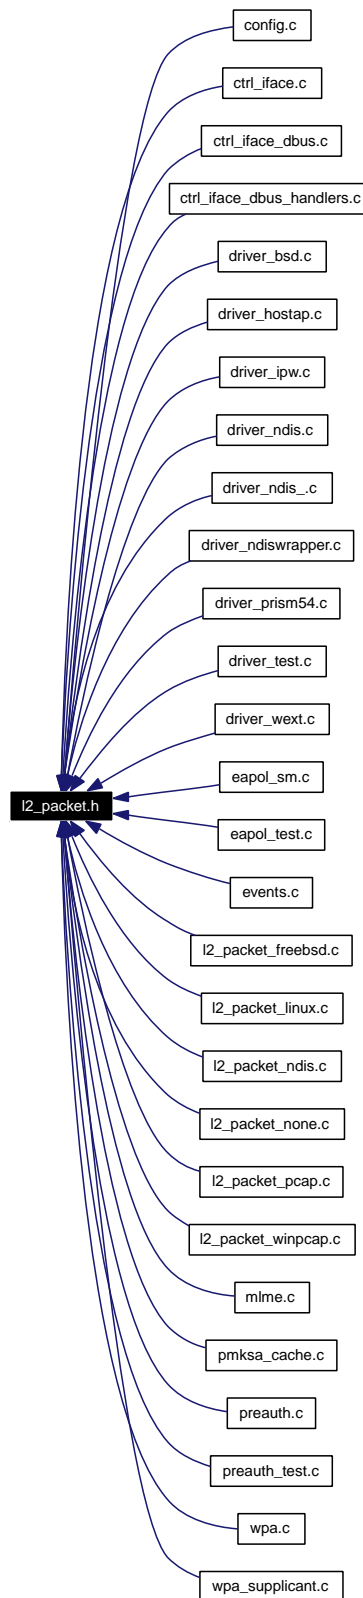 config.c
ctrl_iface.c
ctrl_iface_dbus.c
ctrl_iface_dbus_handlers.c
driver_bsd.c
driver_hostap.c
driver_ipw.c
driver_ndis.c
driver_ndis_.c
driver_ndiswrapper.c
driver_prism54.c
driver_test.c
driver_wext.c
eapol_sm.c
l2_packet.h
eapol_test.c
events.c
l2_packet_freebsd.c
l2_packet_linux.c
l2_packet_ndis.c
l2_packet_none.c
l2_packet_pcap.c
l2_packet_winpcap.c
mlme.c
pmksa_cache.c
preauth.c
preauth_test.c
wpa.c
wpa_supplicant.c